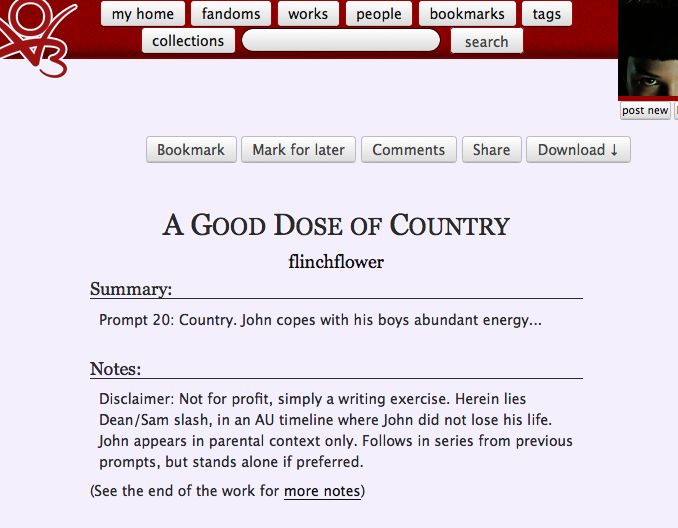 my home fandoms works people bookmarks tags
collections search
post new
Bookmark Mark for later Comments Share Download ↓
A Good Dose of Country
flinchflower
Summary:
Prompt 20: Country. John copes with his boys abundant energy...
Notes:
Disclaimer: Not for profit, simply a writing exercise. Herein lies
Dean/Sam slash, in an AU timeline where John did not lose his life.
John appears in parental context only. Follows in series from previous
prompts, but stands alone if preferred.
(See the end of the work for more notes)